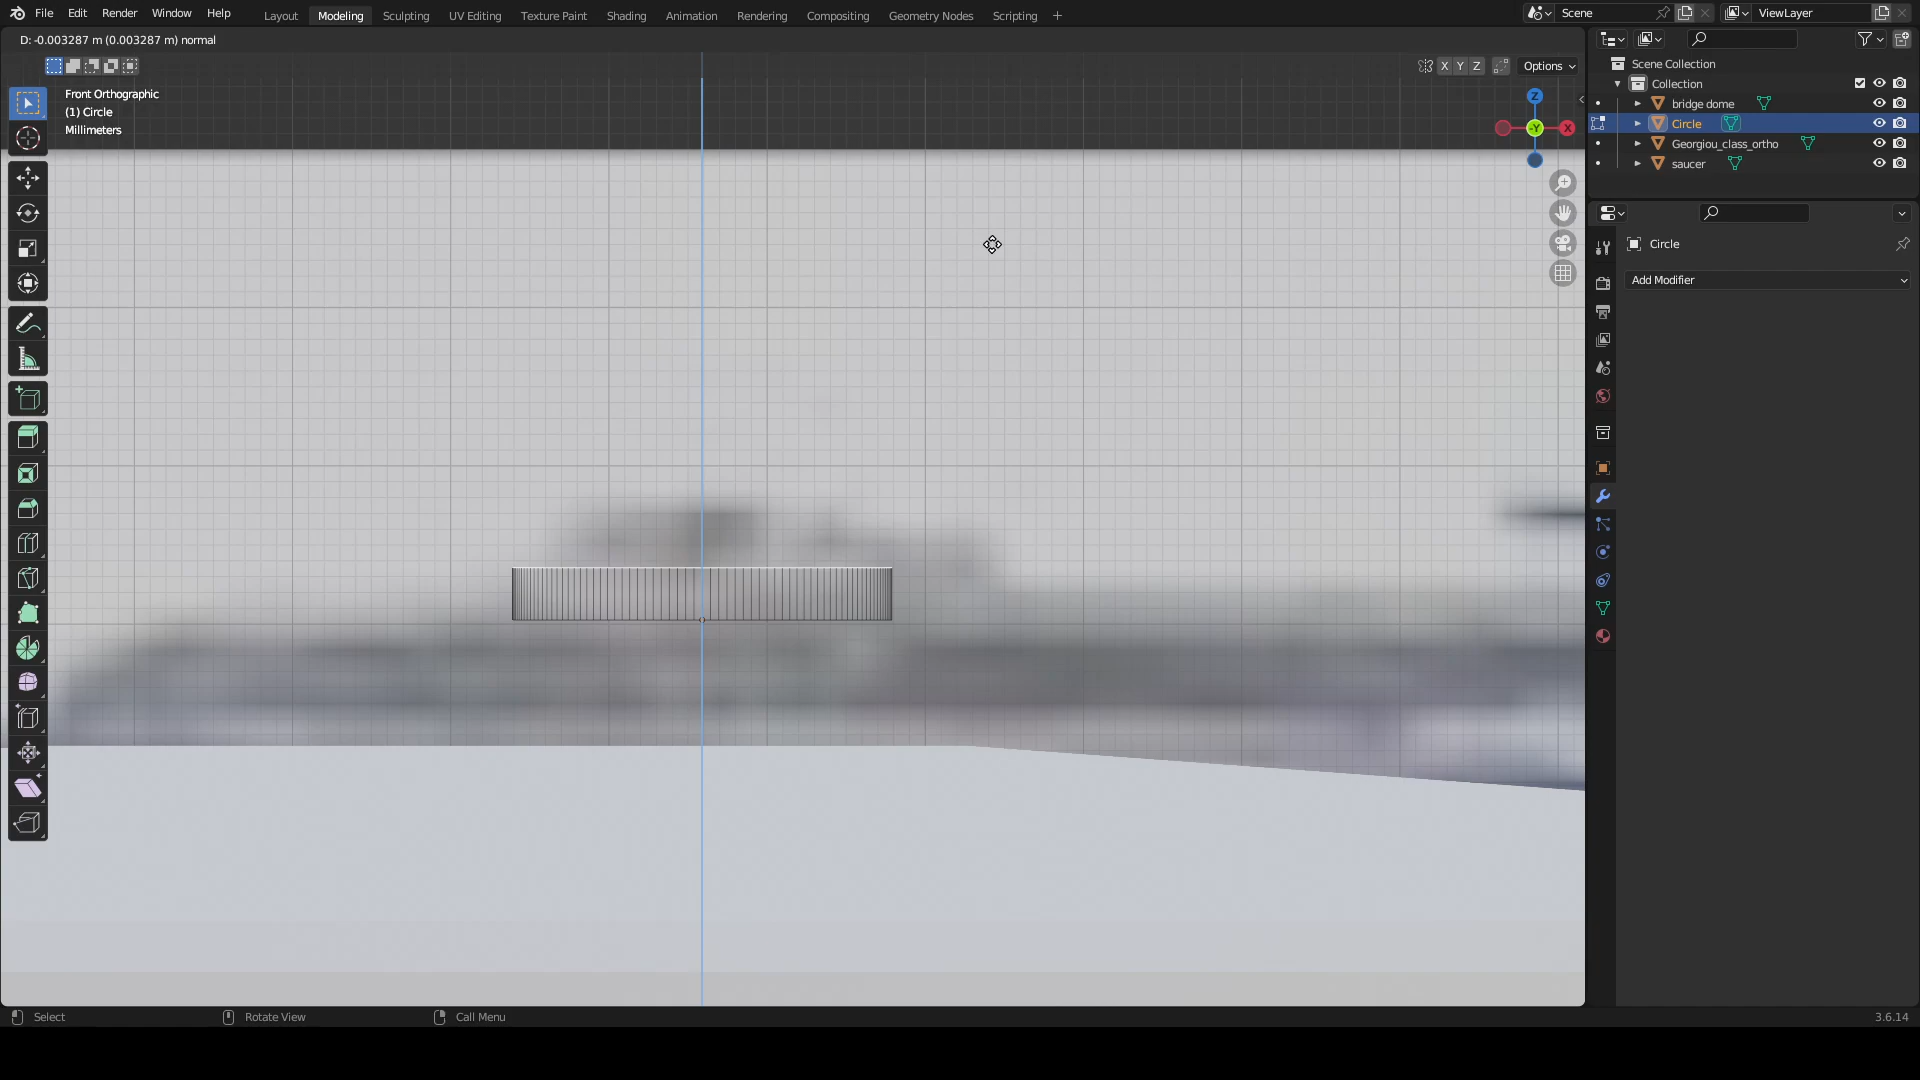 File Edit Render Window Help Layout Modeling Sculpting UV Editing Texture Paint Shading Animation Rendering Compositing Geometry Nodes Scripting + Scene ViewLayer
D: -0.003287 m (0.003287 m) normal
X Y Z Options
Front Orthographic
(1) Circle
Millimeters
Z
-Y X
Scene Collection
Collection
bridge dome
Circle
Georgiou_class_ortho
saucer
Circle
Add Modifier
Select Rotate View Call Menu 3.6.14